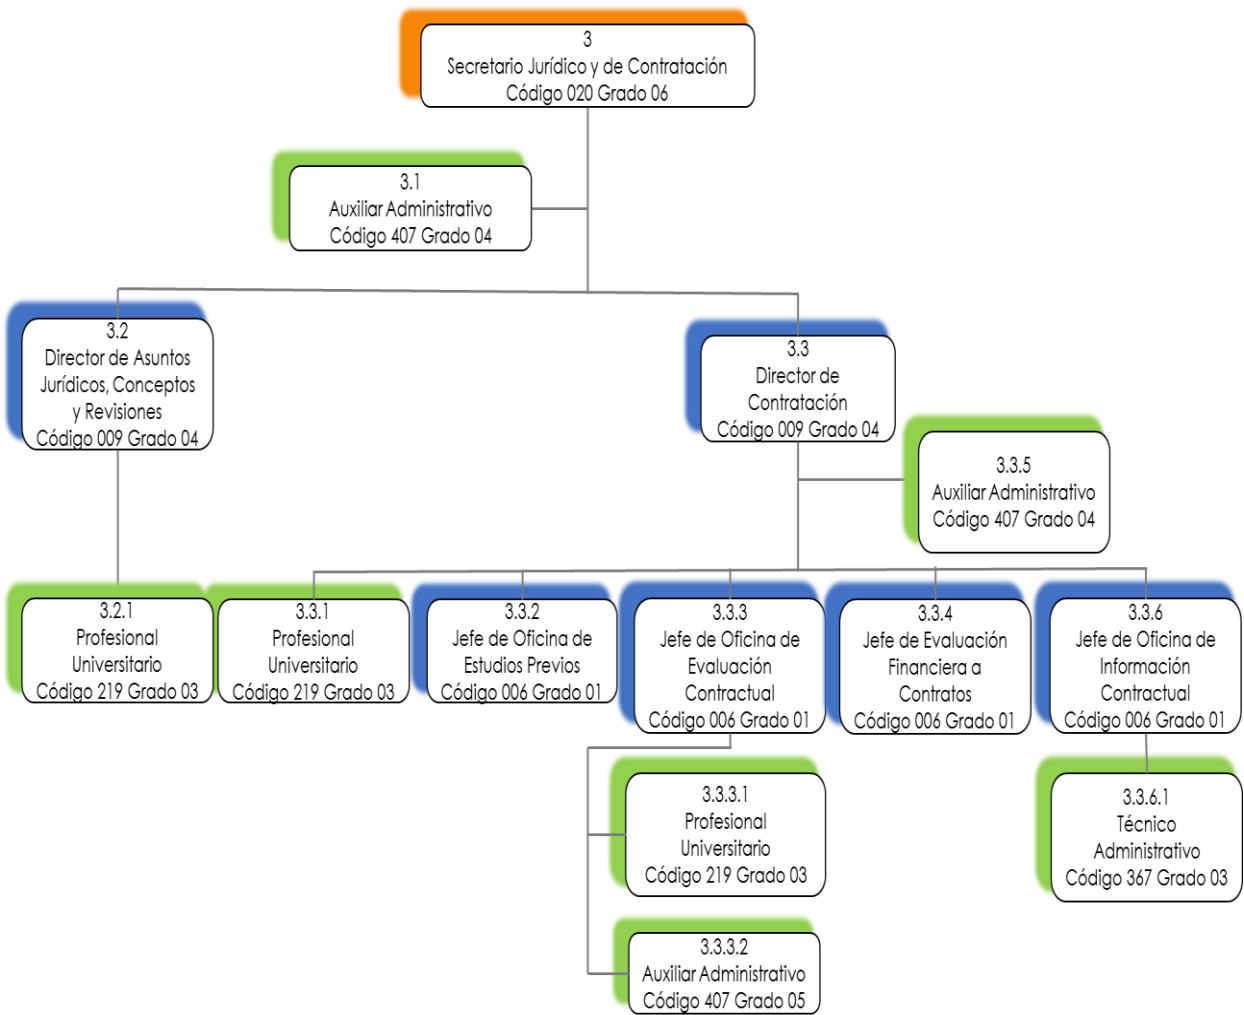 3
Secretario Jurídico y de Contratación
Código 020 Grado 06
3.1
Auxiliar Administrativo
Código 407 Grado 04
3.2
Director de Asuntos
Jurídicos, Conceptos
y Revisiones
Código 009 Grado 04
3.3
Director de
Contratación
Código 009 Grado 04
3.3.5
Auxiliar Administrativo
Código 407 Grado 04
3.2.1
Profesional
Universitario
Código 219 Grado 03
3.3.1
Profesional
Universitario
Código 219 Grado 03
3.3.2
Jefe de Oficina de
Estudios Previos
Código 006 Grado 01
3.3.3
Jefe de Oficina de
Evaluación
Contractual
Código 006 Grado 01
3.3.4
Jefe de Evaluación
Financiera a
Contratos
Código 006 Grado 01
3.3.6
Jefe de Oficina de
Información
Contractual
Código 006 Grado 01
3.3.3.1
Profesional
Universitario
Código 219 Grado 03
3.3.6.1
Técnico
Administrativo
Código 367 Grado 03
3.3.3.2
Auxiliar Administrativo
Código 407 Grado 05